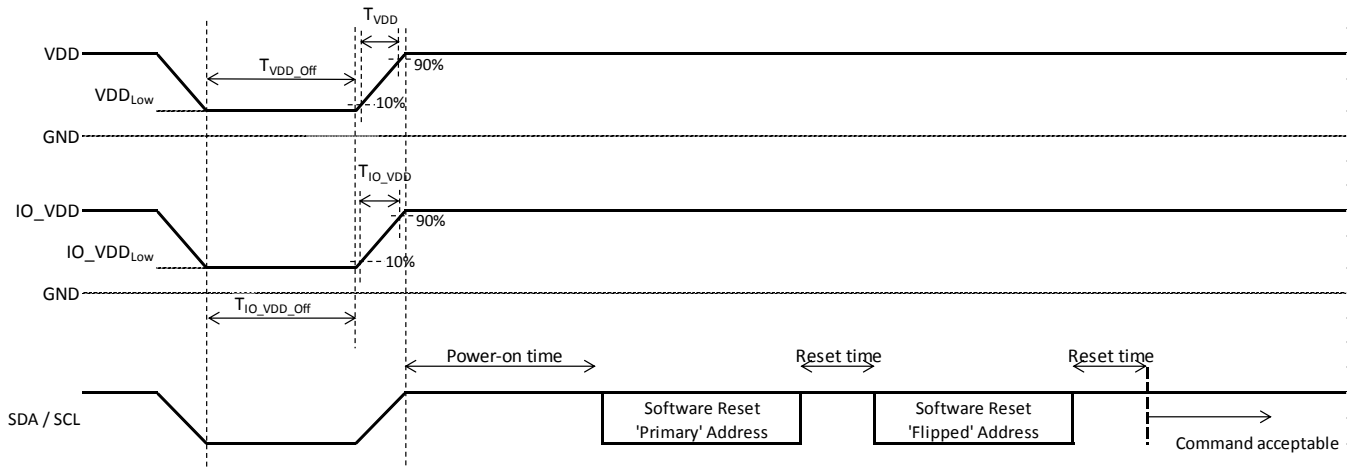 T_VDD
VDD
T_VDD_Off
90%
VDD_Low
10%
GND
T_IO_VDD
IO_VDD
90%
IO_VDD_Low
10%
GND
T_IO_VDD_Off
Power-on time
Reset time
Reset time
SDA / SCL
Software Reset
'Primary' Address
Software Reset
'Flipped' Address
Command acceptable